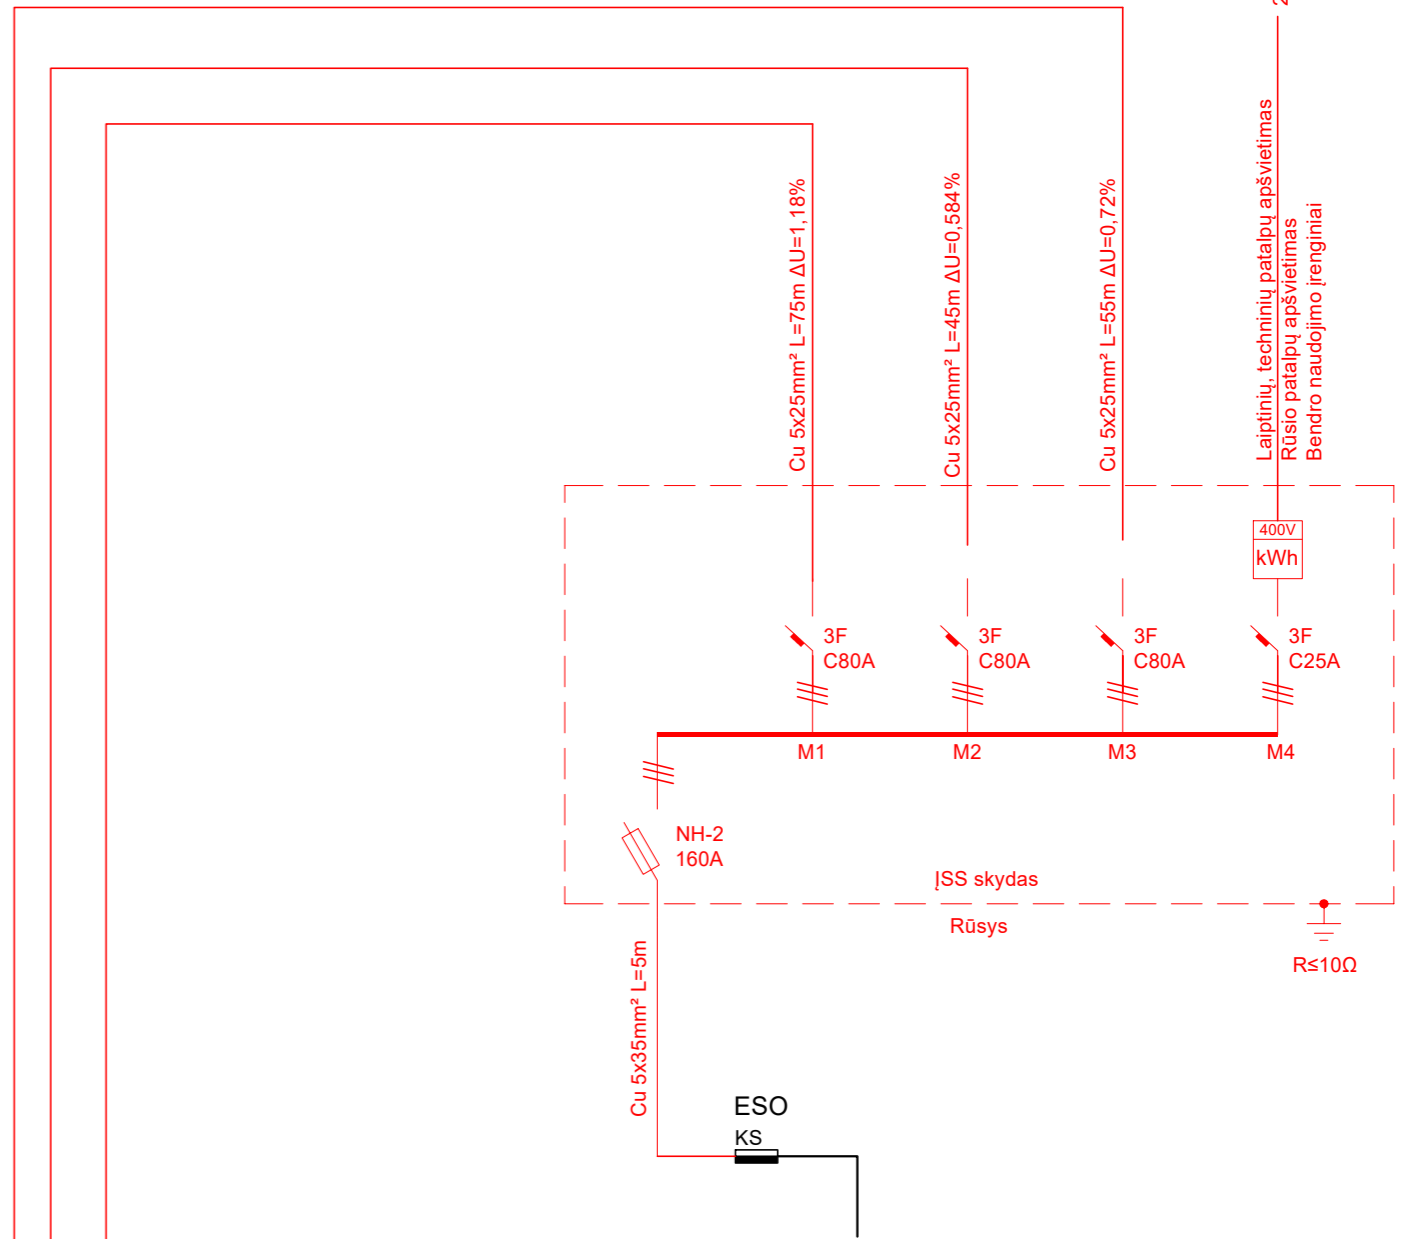 Cu 5x25mm² L=75m ΔU=1,18%
Cu 5x25mm² L=45m ΔU=0,584%
Cu 5x25mm² L=55m ΔU=0,72%
Laiptinių, techninių patalpų apšvietimas
Rūsio patalpų apšvietimas
Bendro naudojimo įrenginiai
400V
kWh
3F
C80A
3F
C80A
3F
C80A
3F
C25A
M1
M2
M3
M4
NH-2
160A
ĮSS skydas
Rūsys
R≤10Ω
Cu 5x35mm² L=5m
ESO
KS